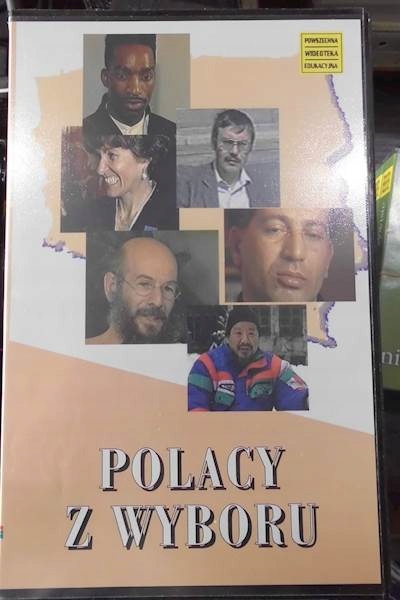 POWSZECHNA
WIDEOTEKA
EDUKACYJNA
POLACY
Z WYBORU